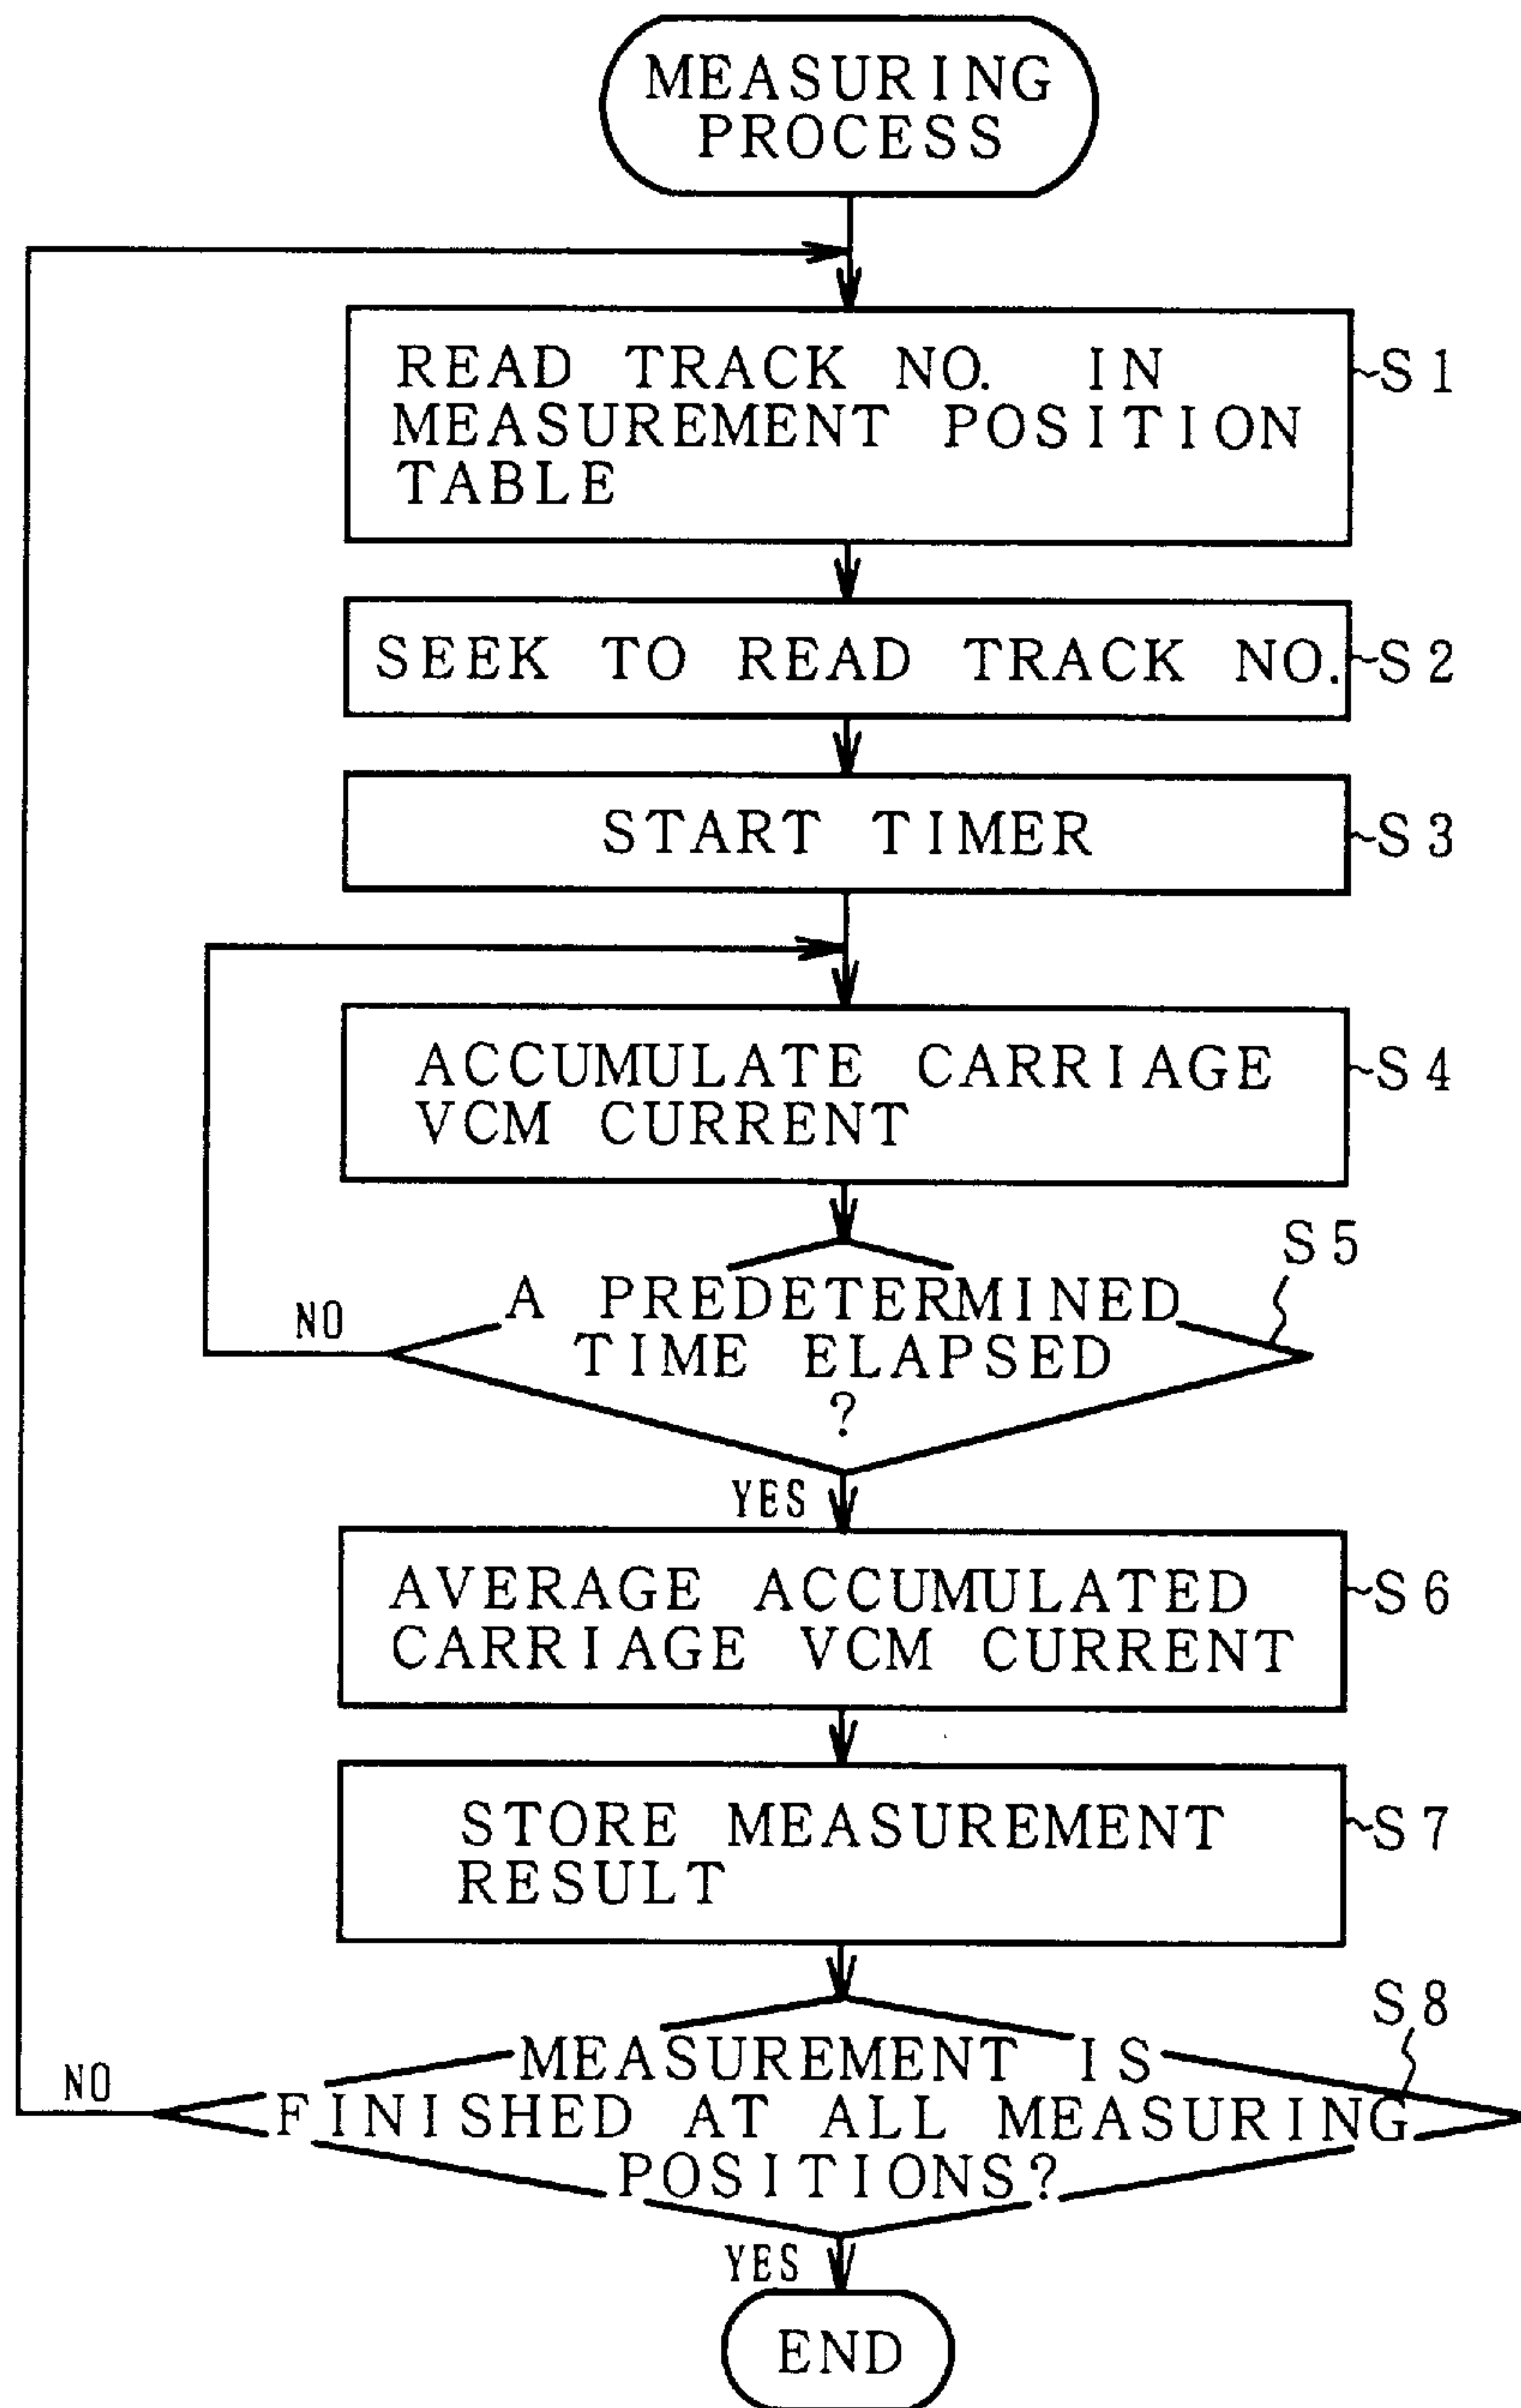 MEASURING
PROCESS
READ TRACK NO. IN
MEASUREMENT POSITION
TABLE
S1
SEEK TO READ TRACK NO.
S2
START TIMER
S3
ACCUMULATE CARRIAGE
VCM CURRENT
S4
S5
A PREDETERMINED
TIME ELAPSED
?
NO
YES
AVERAGE ACCUMULATED
CARRIAGE VCM CURRENT
S6
STORE MEASUREMENT
RESULT
S7
S8
MEASUREMENT IS
FINISHED AT ALL MEASURING
POSITIONS?
NO
YES
END